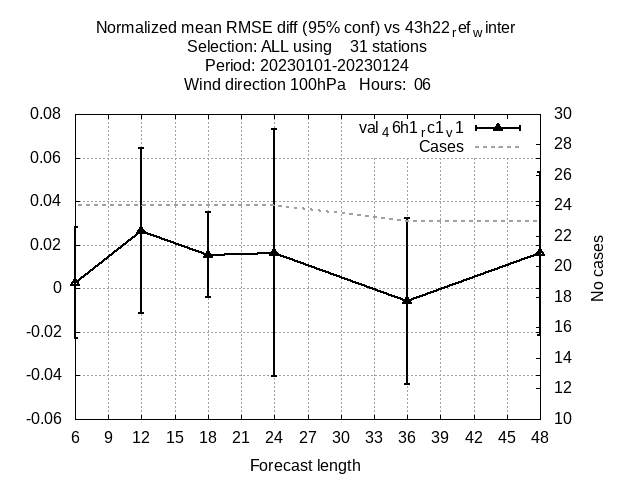 Normalized mean RMSE diff (95% conf) vs 43h22refwinter
Selection: ALL using 31 stations
Period: 20230101-20230124
Wind direction 100hPa Hours: 06
val46h1rc1v1
Cases
0.08
0.06
0.04
0.02
0
-0.02
-0.04
-0.06
30
28
26
24
22
20
18
16
14
12
10
No cases
6 9 12 15 18 21 24 27 30 33 36 39 42 45 48
Forecast length